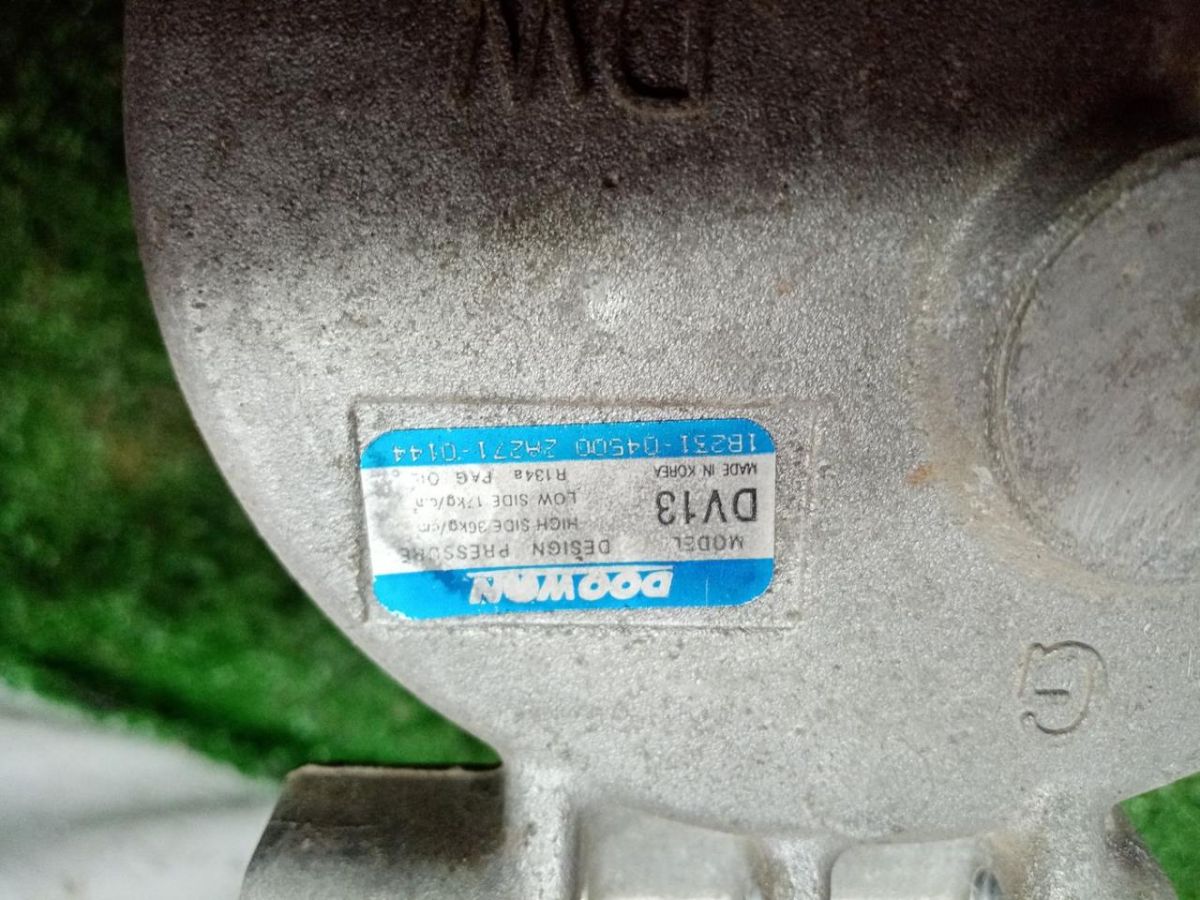 G
DOOWON
MODEL DESIGN PRESSURE
HIGH SIDE 36kg/cm²
DV13
LOW SIDE 17kg/cm²
MADE IN KOREA R134a PAG OIL
1B231-04500 2A271-0144
DW